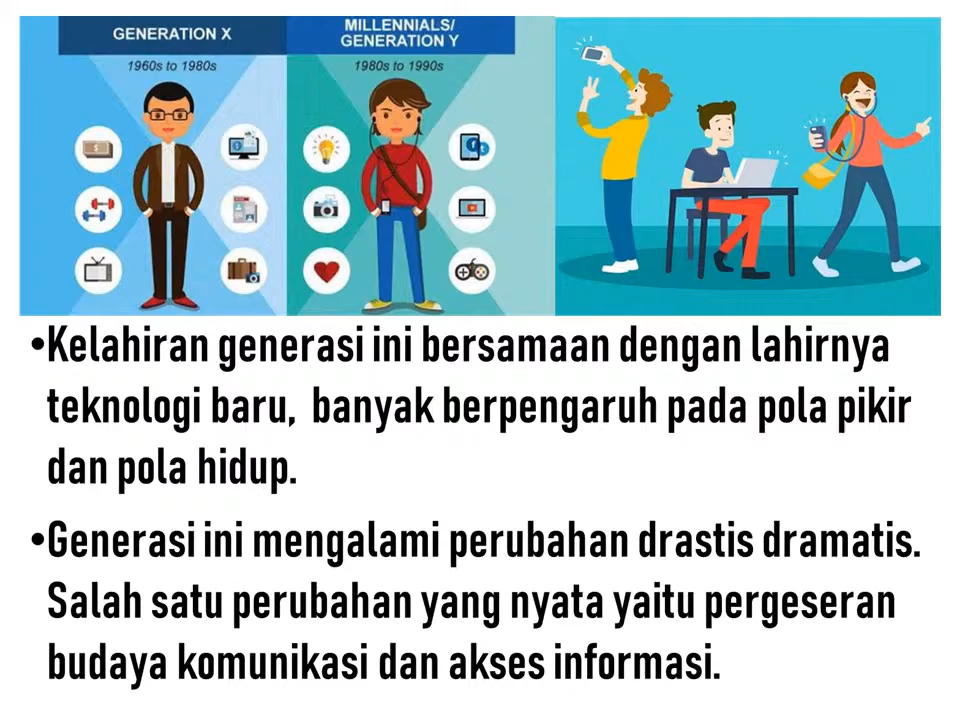 GENERATION X
1960s to 1980s
MILLENNIALS/
GENERATION Y
1980s to 1990s
•Kelahiran generasi ini bersamaan dengan lahirnya
teknologi baru, banyak berpengaruh pada pola pikir
dan pola hidup.
•Generasi ini mengalami perubahan drastis dramatis.
Salah satu perubahan yang nyata yaitu pergeseran
budaya komunikasi dan akses informasi.